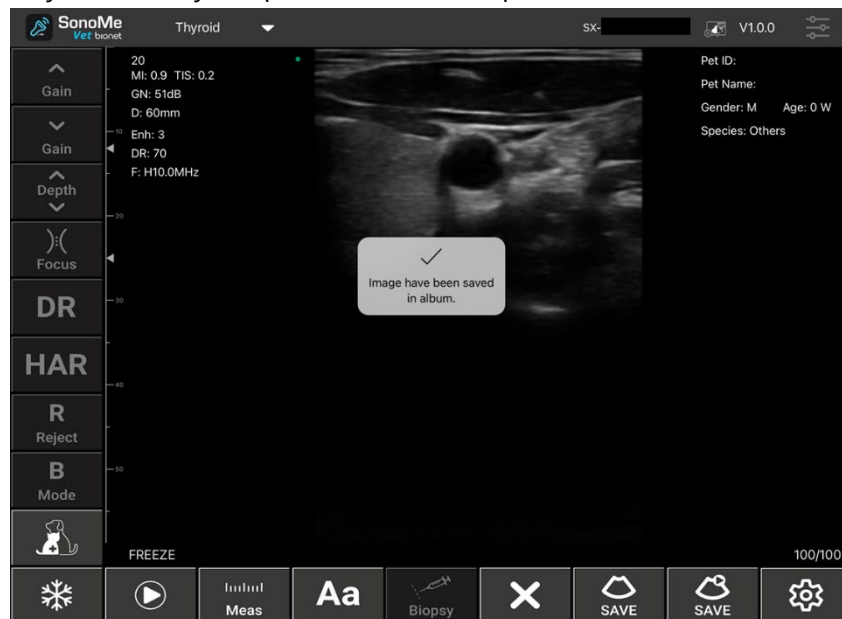 SonoMe
Vet bionet
Thyroid
SX-
V1.0.0
Gain
Gain
Depth
Focus
DR
HAR
R
Reject
B
Mode
20
MI: 0.9 TIS: 0.2
GN: 51dB
D: 60mm
Enh: 3
DR: 70
F: H10.0MHz
10
20
30
40
50
Pet ID:
Pet Name:
Gender: M Age: 0 W
Species: Others
Image have been saved
in album.
FREEZE
100/100
Meas
Aa
Biopsy
SAVE
SAVE